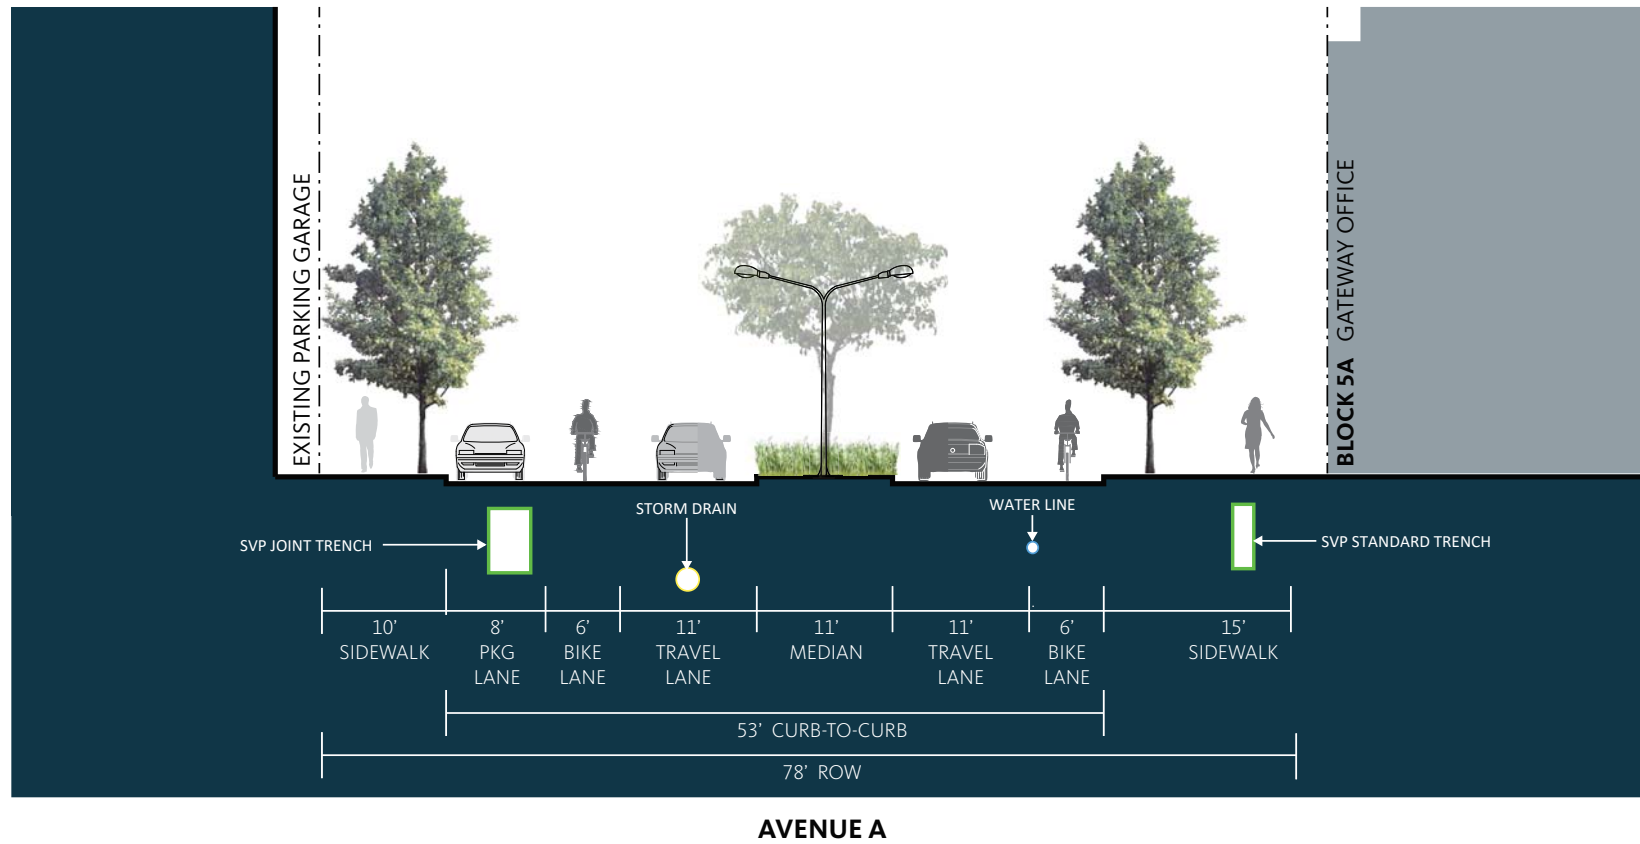 EXISTING PARKING GARAGE
BLOCK 5A GATEWAY OFFICE
STORM DRAIN
WATER LINE
SVP JOINT TRENCH
SVP STANDARD TRENCH
10’
SIDEWALK
8’
PKG
LANE
6’
BIKE
LANE
11’
TRAVEL
LANE
11’
MEDIAN
11’
TRAVEL
LANE
6’
BIKE
LANE
15’
SIDEWALK
53’ CURB-TO-CURB
78’ ROW
AVENUE A